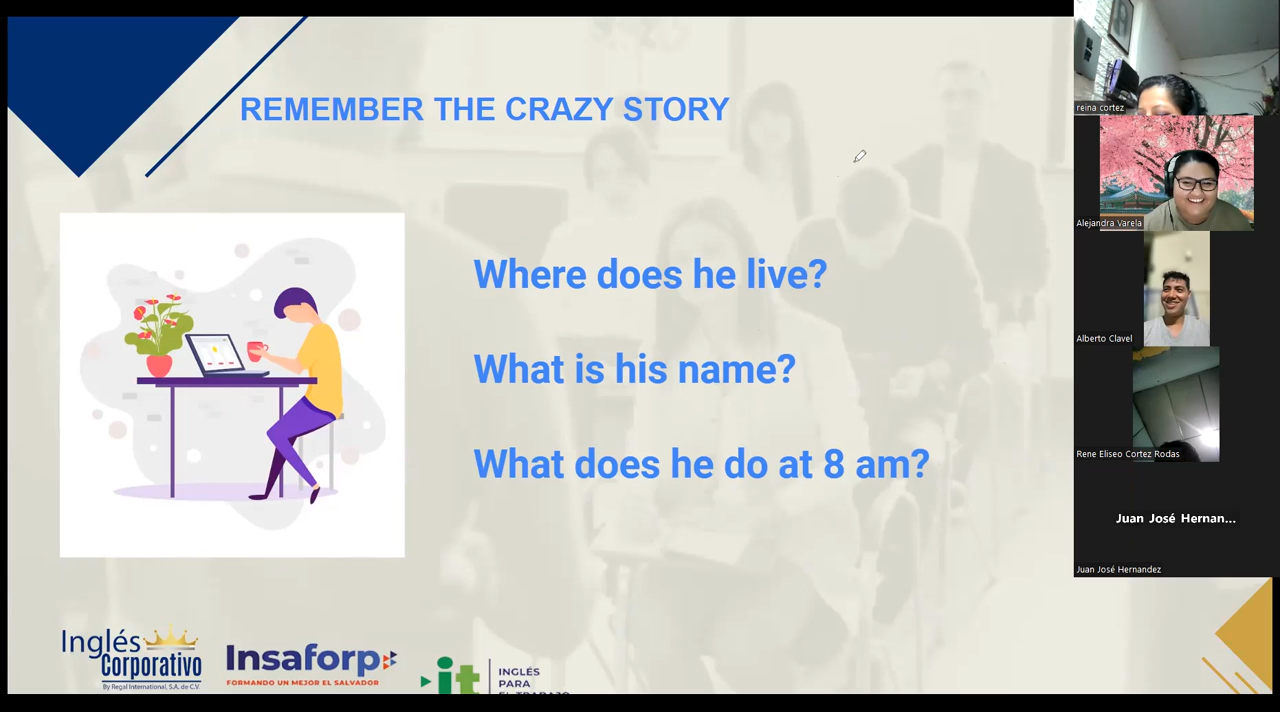 REMEMBER THE CRAZY STORY
Where does he live?
What is his name?
What does he do at 8 am?
Inglés
Corporativo
By Regal International, S.A. de C.V.
Insaforp
FORMANDO UN MEJOR EL SALVADOR
it
INGLÉS
PARA
EL TRABAJO
reina cortez
Alejandra Varela
Alberto Clavel
Rene Eliseo Cortez Rodas
Juan José Hernan...
Juan José Hernandez